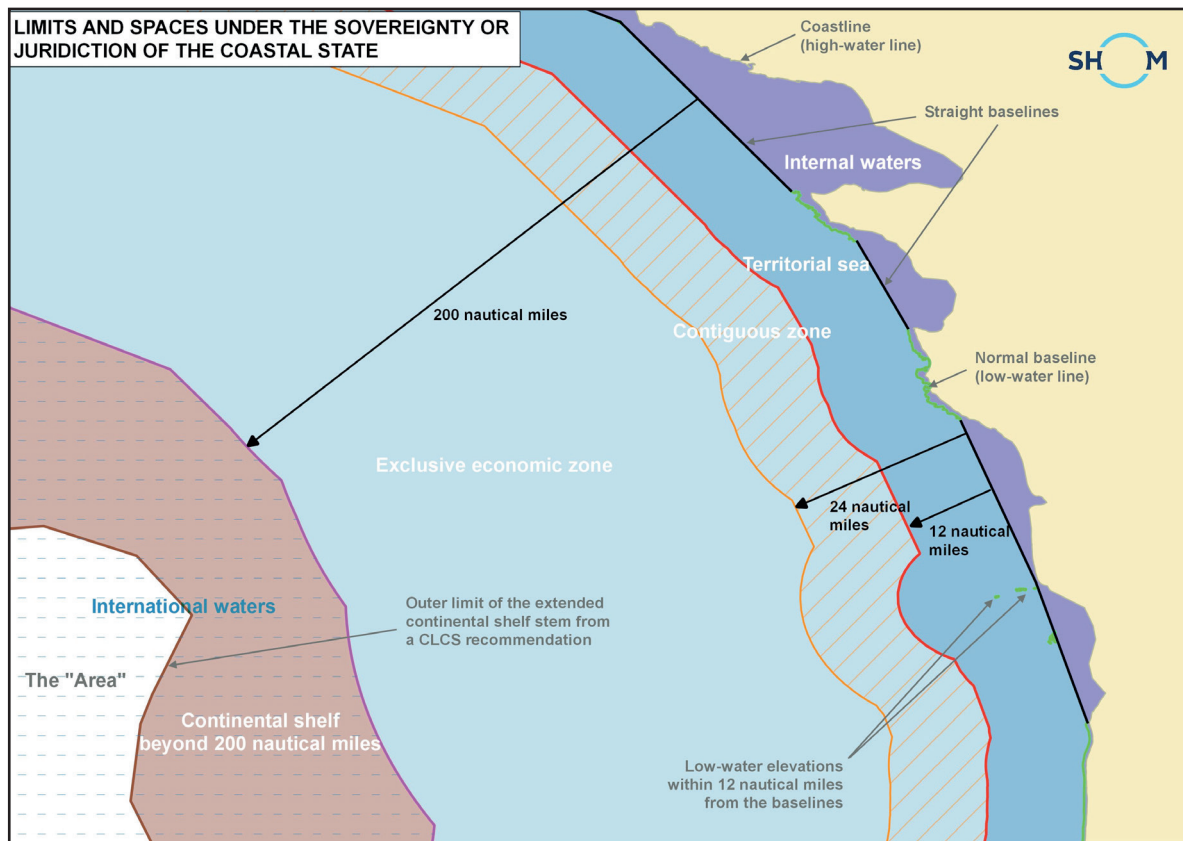 LIMITS AND SPACES UNDER THE SOVEREIGNTY OR
JURIDICTION OF THE COASTAL STATE
Coastline
(high-water line)
SHOM
Straight baselines
Internal waters
Territorial sea
200 nautical miles
Contiguous zone
Normal baseline
(low-water line)
Exclusive economic zone
24 nautical
miles
12 nautical
miles
International waters
Outer limit of the extended
continental shelf stem from
a CLCS recommendation
The "Area"
Continental shelf
beyond 200 nautical miles
Low-water elevations
within 12 nautical miles
from the baselines